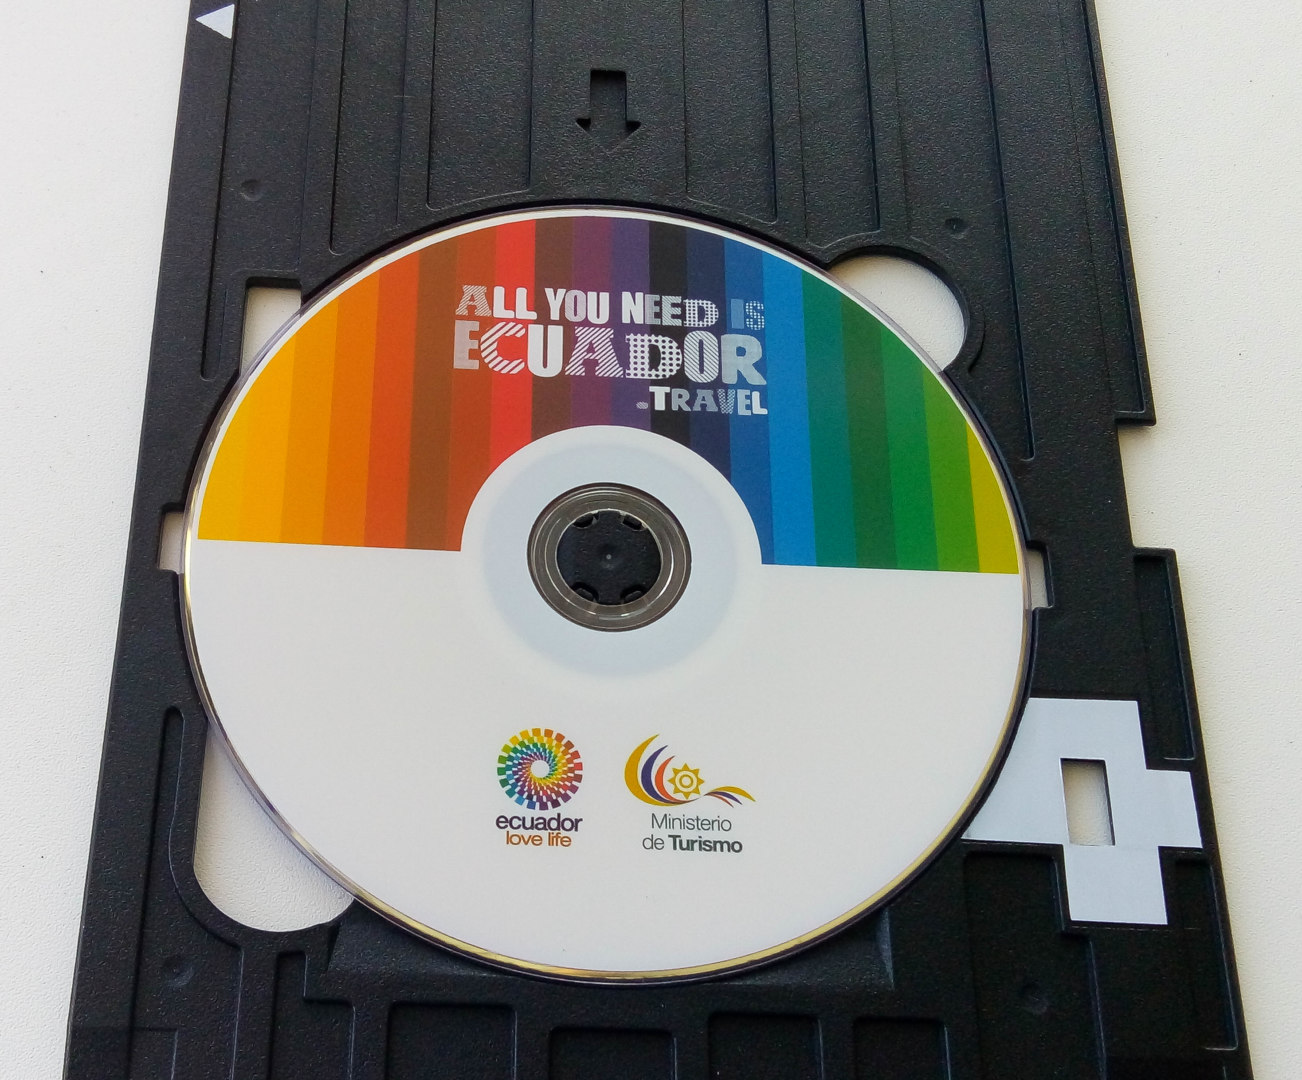 ALL YOU NEED IS
ECUADOR
.TRAVEL
ecuador
love life
Ministerio
de Turismo